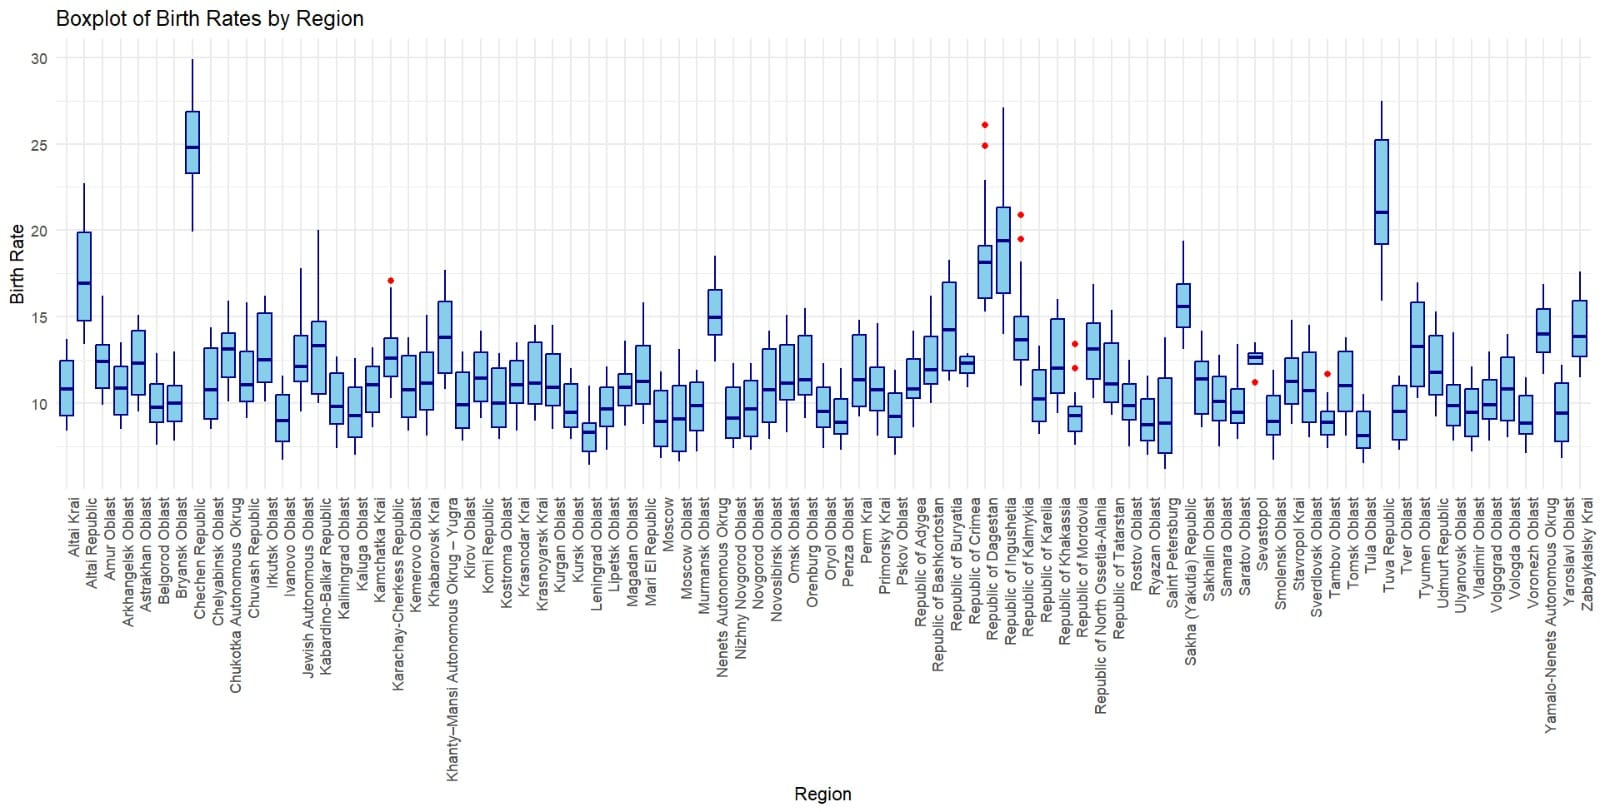 Boxplot of Birth Rates by Region
30
25
20
15
10
Birth Rate
Altai Krai
Altai Republic
Amur Oblast
Arkhangelsk Oblast
Astrakhan Oblast
Belgorod Oblast
Bryansk Oblast
Chechen Republic
Chelyabinsk Oblast
Chukotka Autonomous Okrug
Chuvash Republic
Irkutsk Oblast
Ivanovo Oblast
Jewish Autonomous Oblast
Kabardino-Balkar Republic
Kaliningrad Oblast
Kaluga Oblast
Kamchatka Krai
Karachay-Cherkess Republic
Kemerovo Oblast
Khabarovsk Krai
Khanty–Mansi Autonomous Okrug – Yugra
Kirov Oblast
Komi Republic
Kostroma Oblast
Krasnodar Krai
Krasnoyarsk Krai
Kurgan Oblast
Kursk Oblast
Leningrad Oblast
Lipetsk Oblast
Magadan Oblast
Mari El Republic
Moscow
Moscow Oblast
Murmansk Oblast
Nenets Autonomous Okrug
Nizhny Novgorod Oblast
Novgorod Oblast
Novosibirsk Oblast
Omsk Oblast
Orenburg Oblast
Oryol Oblast
Penza Oblast
Perm Krai
Primorsky Krai
Pskov Oblast
Republic of Adygea
Republic of Bashkortostan
Republic of Buryatia
Republic of Crimea
Republic of Dagestan
Republic of Ingushetia
Republic of Kalmykia
Republic of Karelia
Republic of Khakassia
Republic of Mordovia
Republic of North Ossetia-Alania
Republic of Tatarstan
Rostov Oblast
Ryazan Oblast
Saint Petersburg
Sakha (Yakutia) Republic
Sakhalin Oblast
Samara Oblast
Saratov Oblast
Sevastopol
Smolensk Oblast
Stavropol Krai
Sverdlovsk Oblast
Tambov Oblast
Tomsk Oblast
Tula Oblast
Tuva Republic
Tver Oblast
Tyumen Oblast
Udmurt Republic
Ulyanovsk Oblast
Vladimir Oblast
Volgograd Oblast
Vologda Oblast
Voronezh Oblast
Yamalo-Nenets Autonomous Okrug
Yaroslavl Oblast
Zabaykalsky Krai
Region